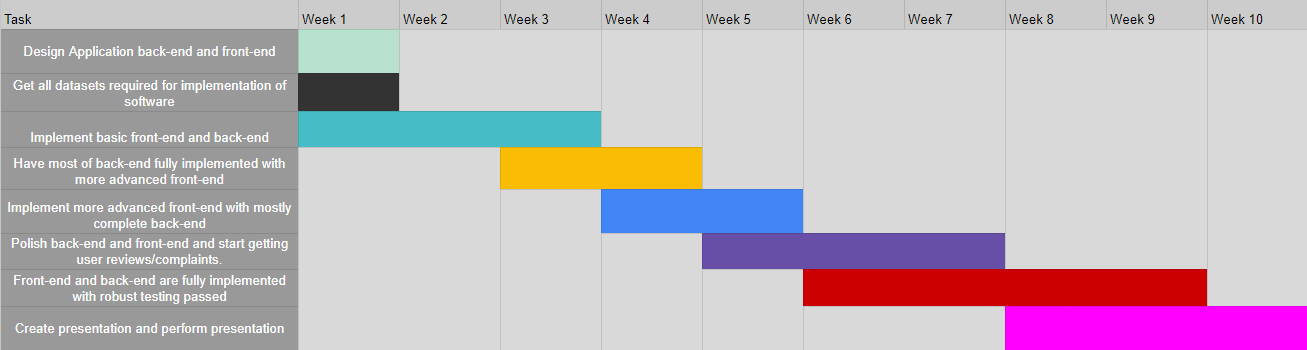 Task Week 1 Week 2 Week 3 Week 4 Week 5 Week 6 Week 7 Week 8 Week 9 Week 10
Design Application back-end and front-end
Get all datasets required for implementation of
software
Implement basic front-end and back-end
Have most of back-end fully implemented with
more advanced front-end
Implement more advanced front-end with mostly
complete back-end
Polish back-end and front-end and start getting
user reviews/complaints.
Front-end and back-end are fully implemented
with robust testing passed
Create presentation and perform presentation